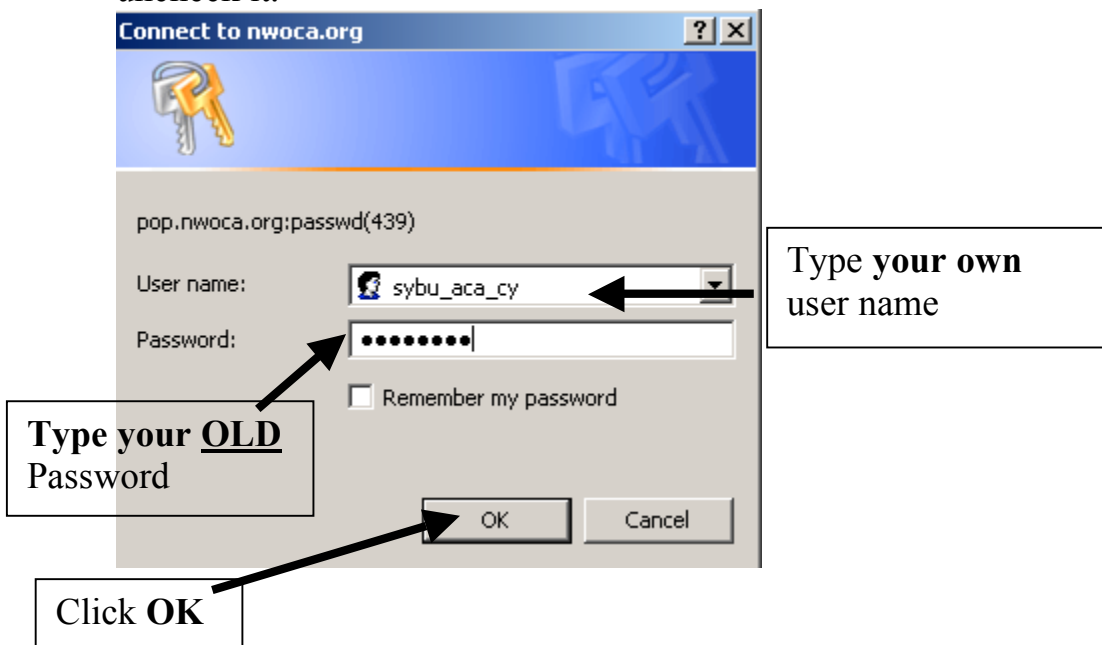 Connect to nwoca.org
pop.nwoca.org:passwd(439)
User name:
sybu_aca_cy
Type your own
user name
Password:
••••••••
Remember my password
Type your OLD
Password
OK
Cancel
Click OK